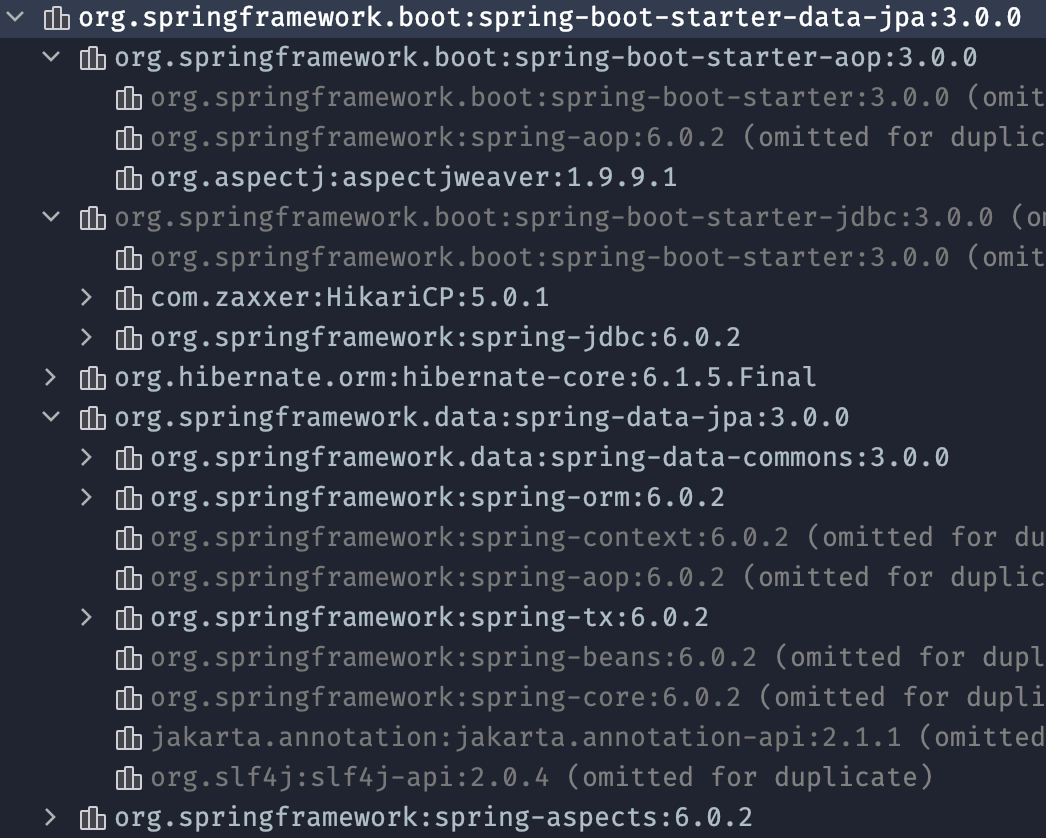 org.springframework.boot:spring-boot-starter-data-jpa:3.0.0
org.springframework.boot:spring-boot-starter-aop:3.0.0
org.springframework.boot:spring-boot-starter:3.0.0 (omit
org.springframework:spring-aop:6.0.2 (omitted for duplic
org.aspectj:aspectjweaver:1.9.9.1
org.springframework.boot:spring-boot-starter-jdbc:3.0.0 (o
org.springframework.boot:spring-boot-starter:3.0.0 (omit
com.zaxxer:HikariCP:5.0.1
org.springframework:spring-jdbc:6.0.2
org.hibernate.orm:hibernate-core:6.1.5.Final
org.springframework.data:spring-data-jpa:3.0.0
org.springframework.data:spring-data-commons:3.0.0
org.springframework:spring-orm:6.0.2
org.springframework:spring-context:6.0.2 (omitted for du
org.springframework:spring-aop:6.0.2 (omitted for duplic
org.springframework:spring-tx:6.0.2
org.springframework:spring-beans:6.0.2 (omitted for dupl
org.springframework:spring-core:6.0.2 (omitted for dupli
jakarta.annotation:jakarta.annotation-api:2.1.1 (omitted
org.slf4j:slf4j-api:2.0.4 (omitted for duplicate)
org.springframework:spring-aspects:6.0.2